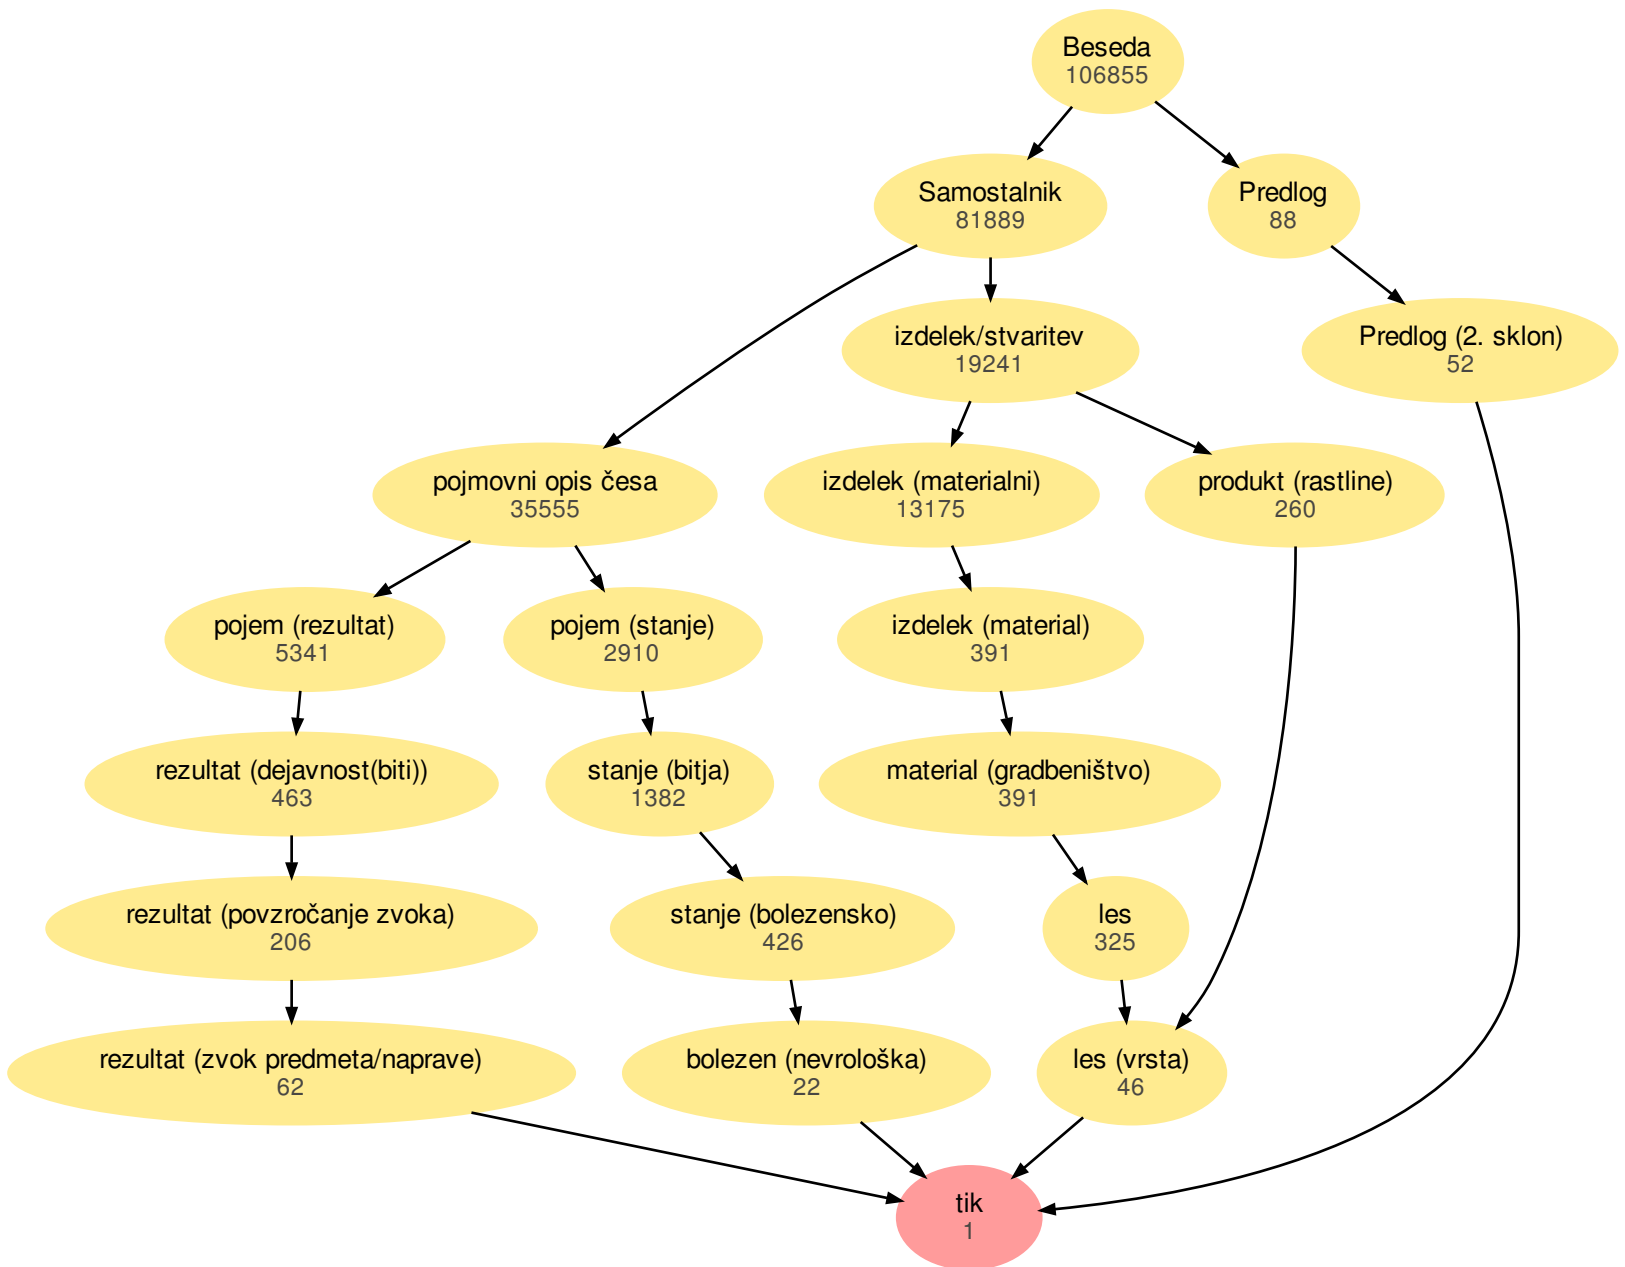 Beseda
106855
Samostalnik
81889
Predlog
88
izdelek/stvaritev
19241
Predlog (2. sklon)
52
pojmovni opis česa
35555
izdelek (materialni)
13175
produkt (rastline)
260
pojem (rezultat)
5341
pojem (stanje)
2910
izdelek (material)
391
rezultat (dejavnost(biti))
463
stanje (bitja)
1382
material (gradbeništvo)
391
rezultat (povzročanje zvoka)
206
stanje (bolezensko)
426
les
325
rezultat (zvok predmeta/naprave)
62
bolezen (nevrološka)
22
les (vrsta)
46
tik
1